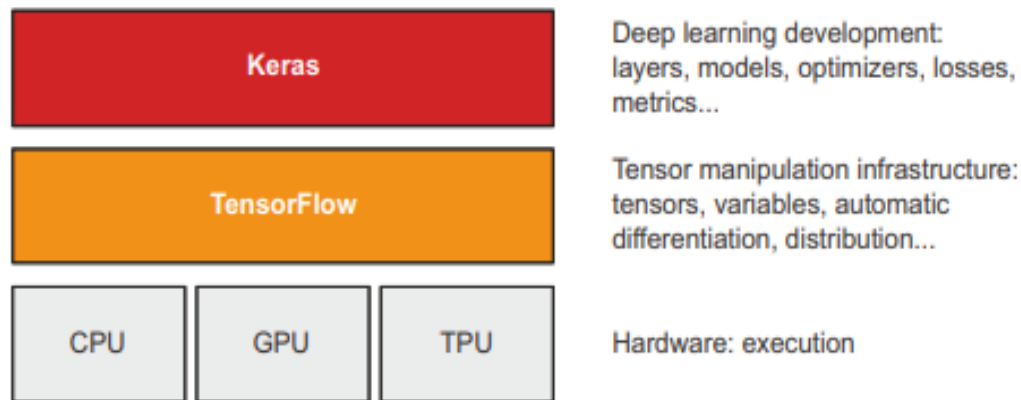 Keras
Deep learning development:
layers, models, optimizers, losses,
metrics...
TensorFlow
Tensor manipulation infrastructure:
tensors, variables, automatic
differentiation, distribution...
CPU
GPU
TPU
Hardware: execution